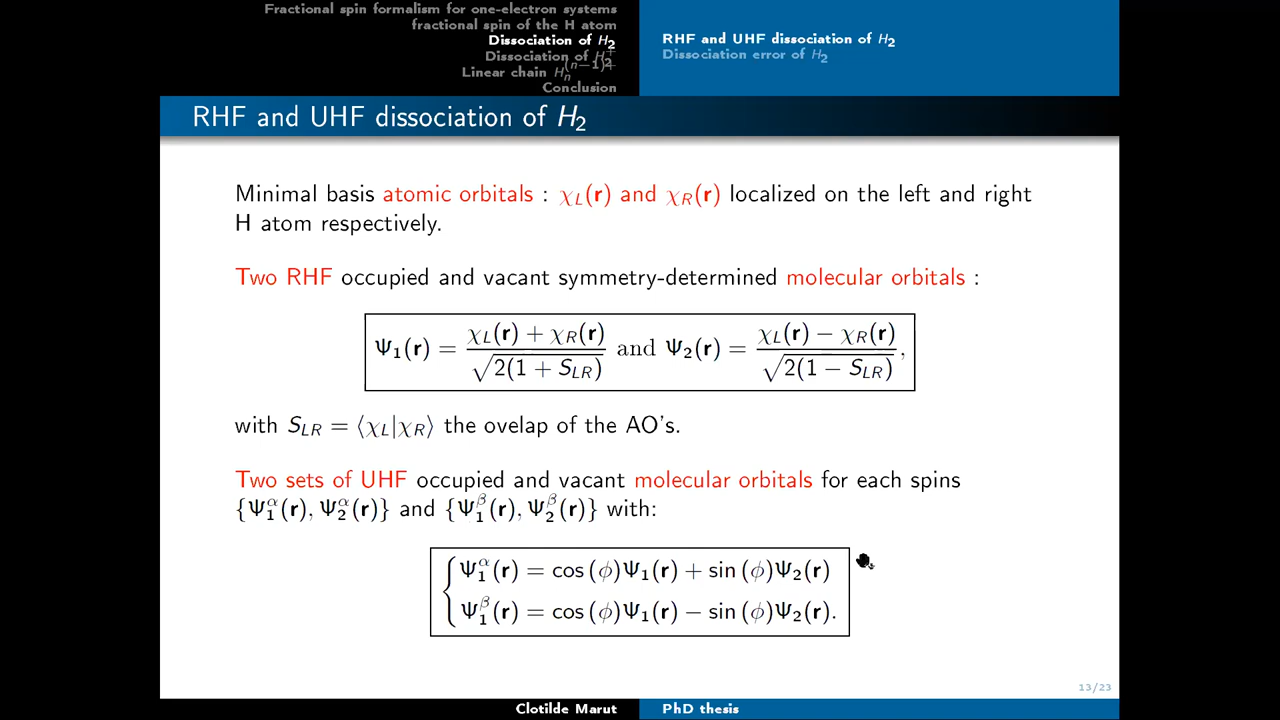 Fractional spin formalism for one-electron systems
fractional spin of the H atom
Dissociation of H₂
Dissociation of H₂⁺
Linear chain Hₙ⁽ⁿ⁻¹⁾⁺
Conclusion
RHF and UHF dissociation of H₂
Dissociation error of H₂
RHF and UHF dissociation of H₂
Minimal basis atomic orbitals : χ_L(r) and χ_R(r) localized on the left and right
H atom respectively.
Two RHF occupied and vacant symmetry-determined molecular orbitals :
Ψ₁(r) = (χ_L(r) + χ_R(r)) / √(2(1 + S_LR)) and Ψ₂(r) = (χ_L(r) − χ_R(r)) / √(2(1 − S_LR)),
with S_LR = ⟨χ_L|χ_R⟩ the ovelap of the AO's.
Two sets of UHF occupied and vacant molecular orbitals for each spins
{Ψ₁^α(r), Ψ₂^α(r)} and {Ψ₁^β(r), Ψ₂^β(r)} with:
Ψ₁^α(r) = cos (ϕ)Ψ₁(r) + sin (ϕ)Ψ₂(r)
Ψ₁^β(r) = cos (ϕ)Ψ₁(r) − sin (ϕ)Ψ₂(r).
13/23
Clotilde Marut PhD thesis